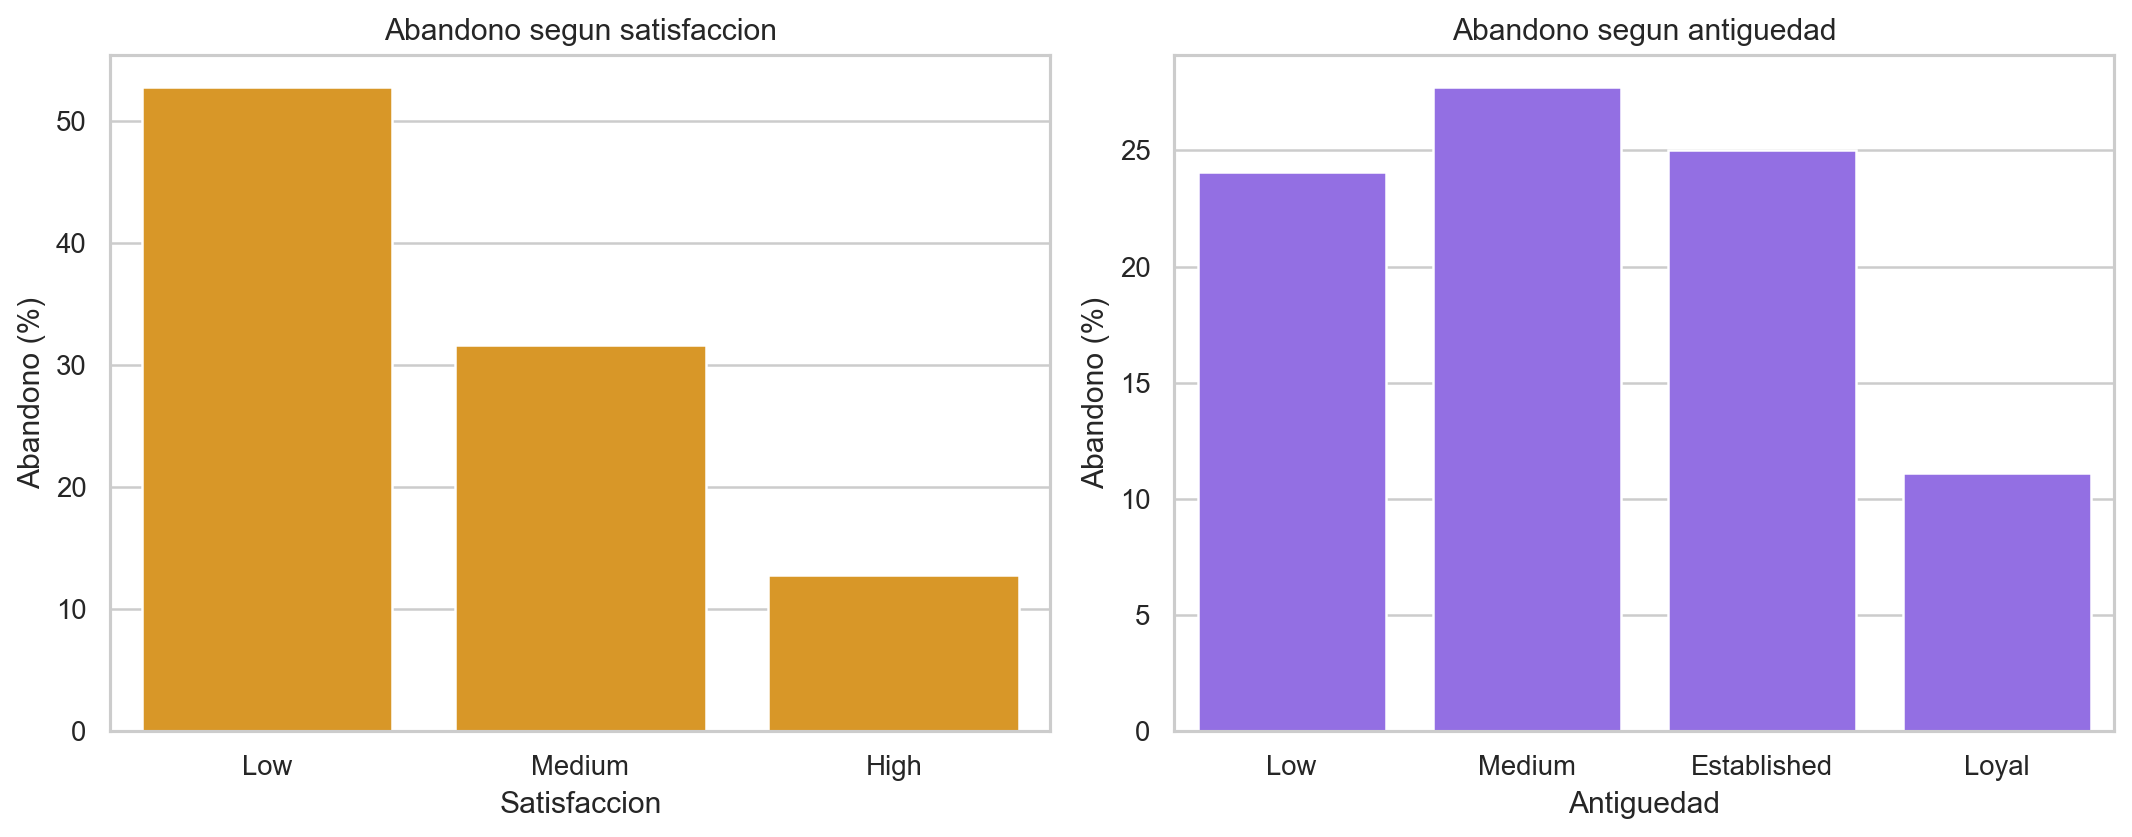 Abandono segun satisfaccion
Abandono (%)
50
40
30
20
10
0
Low Medium High
Satisfaccion
Abandono segun antiguedad
Abandono (%)
25
20
15
10
5
0
Low Medium Established Loyal
Antiguedad